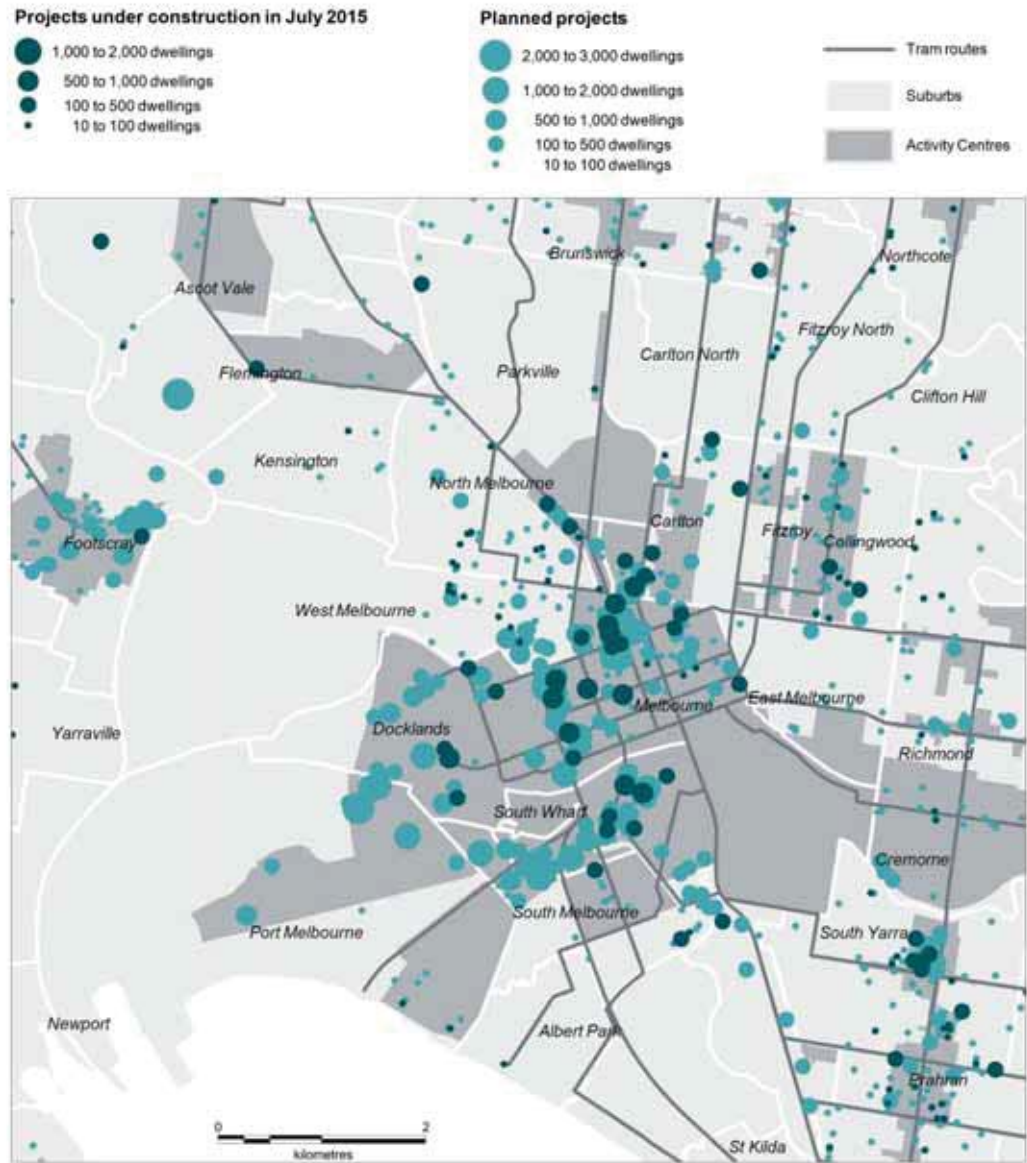 Projects under construction in July 2015
1,000 to 2,000 dwellings
500 to 1,000 dwellings
100 to 500 dwellings
10 to 100 dwellings
Planned projects
2,000 to 3,000 dwellings
1,000 to 2,000 dwellings
500 to 1,000 dwellings
100 to 500 dwellings
10 to 100 dwellings
Tram routes
Suburbs
Activity Centres
Brunswick
Northcote
Ascot Vale
Fitzroy North
Carlton North
Flemington
Parkville
Clifton Hill
Kensington
North Melbourne
Carlton
Fitzroy
Collingwood
Footscray
West Melbourne
East Melbourne
Melbourne
Docklands
Yarraville
Richmond
South Wharf
Cremorne
South Melbourne
Port Melbourne
South Yarra
Newport
Albert Park
Prahran
0 2
kilometres
St Kilda